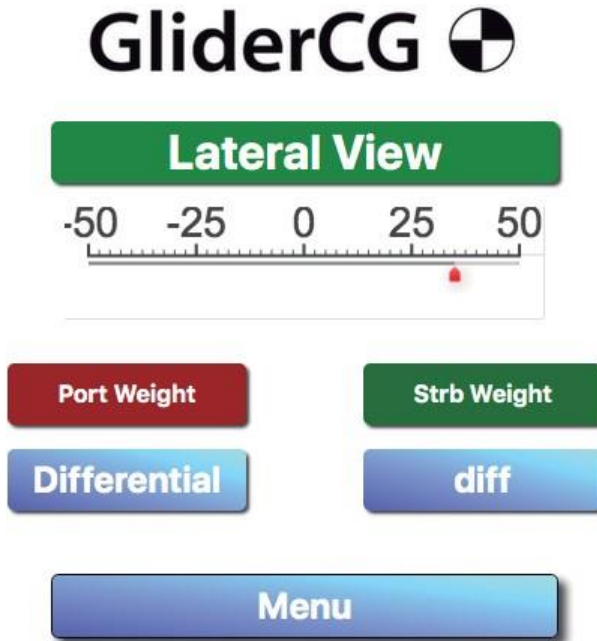 GliderCG
Lateral View
-50 -25 0 25 50
Port Weight Strb Weight
Differential diff
Menu